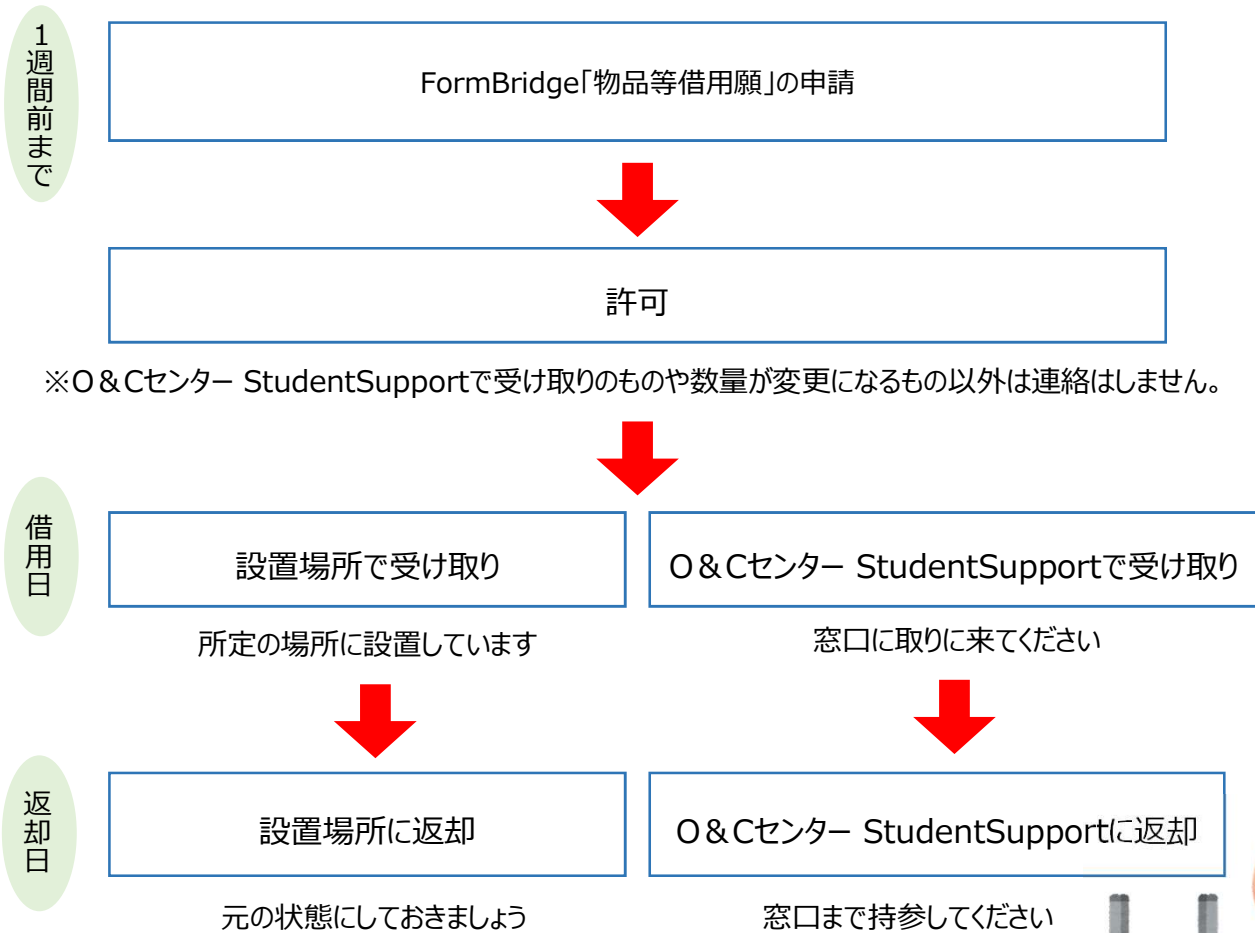 1週間前まで
FormBridge「物品等借用願」の申請
許可
※O＆Cセンター StudentSupportで受け取りのものや数量が変更になるもの以外は連絡はしません。
借用日
設置場所で受け取り
O＆Cセンター StudentSupportで受け取り
所定の場所に設置しています
窓口に取りに来てください
返却日
設置場所に返却
O＆Cセンター StudentSupportに返却
元の状態にしておきましょう
窓口まで持参してください